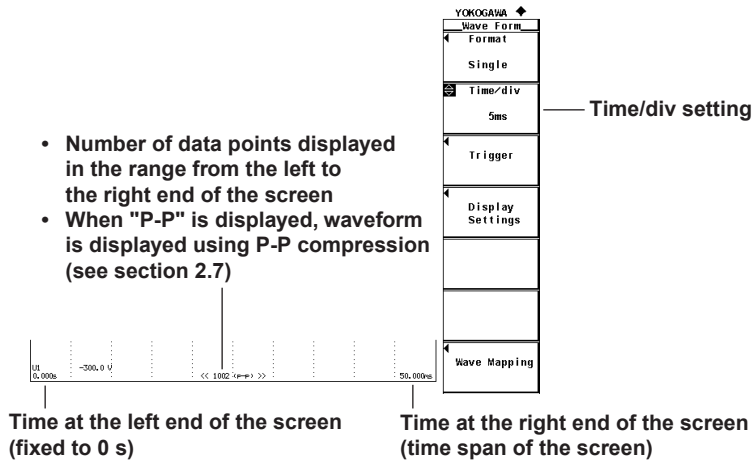 YOKOGAWA
Wave Form
Format
Single
Time/div
5ms
Time/div setting
Trigger
Display
Settings
Wave Mapping
• Number of data points displayed
in the range from the left to
the right end of the screen
• When "P-P" is displayed, waveform
is displayed using P-P compression
(see section 2.7)
U1 -300.0 V
0.000s << 1002 (p-p) >> 50.000ms
Time at the left end of the screen
(fixed to 0 s)
Time at the right end of the screen
(time span of the screen)